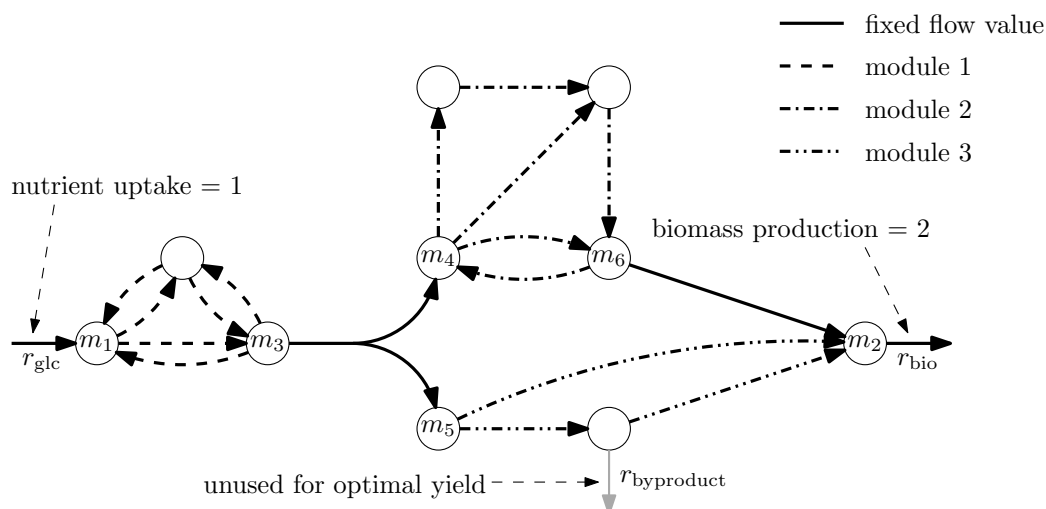 fixed flow value
module 1
module 2
module 3
nutrient uptake = 1
biomass production = 2
m4
m6
m1
m3
m2
rglc
rbio
m5
unused for optimal yield
rbyproduct